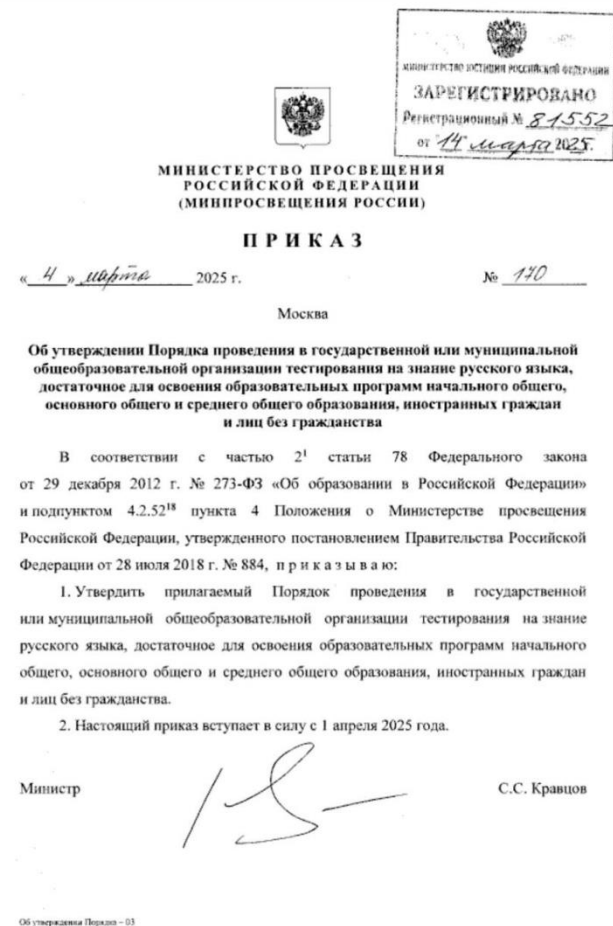 МИНИСТЕРСТВО ЮСТИЦИИ РОССИЙСКОЙ ФЕДЕРАЦИИ
ЗАРЕГИСТРИРОВАНО
Регистрационный № 81552
от "14 марта 2025.
МИНИСТЕРСТВО ПРОСВЕЩЕНИЯ
РОССИЙСКОЙ ФЕДЕРАЦИИ
(МИНПРОСВЕЩЕНИЯ РОССИИ)
ПРИКАЗ
« 4 » марта 2025 г.
№ 170
Москва
Об утверждении Порядка проведения в государственной или муниципальной
общеобразовательной организации тестирования на знание русского языка,
достаточное для освоения образовательных программ начального общего,
основного общего и среднего общего образования, иностранных граждан
и лиц без гражданства
В соответствии с частью 2¹ статьи 78 Федерального закона
от 29 декабря 2012 г. № 273-ФЗ «Об образовании в Российской Федерации»
и подпунктом 4.2.52¹⁸ пункта 4 Положения о Министерстве просвещения
Российской Федерации, утвержденного постановлением Правительства Российской
Федерации от 28 июля 2018 г. № 884, п р и к а з ы в а ю:
1. Утвердить прилагаемый Порядок проведения в государственной
или муниципальной общеобразовательной организации тестирования на знание
русского языка, достаточное для освоения образовательных программ начального
общего, основного общего и среднего общего образования, иностранных граждан
и лиц без гражданства.
2. Настоящий приказ вступает в силу с 1 апреля 2025 года.
Министр
С.С. Кравцов
Об утверждении Порядка – 03